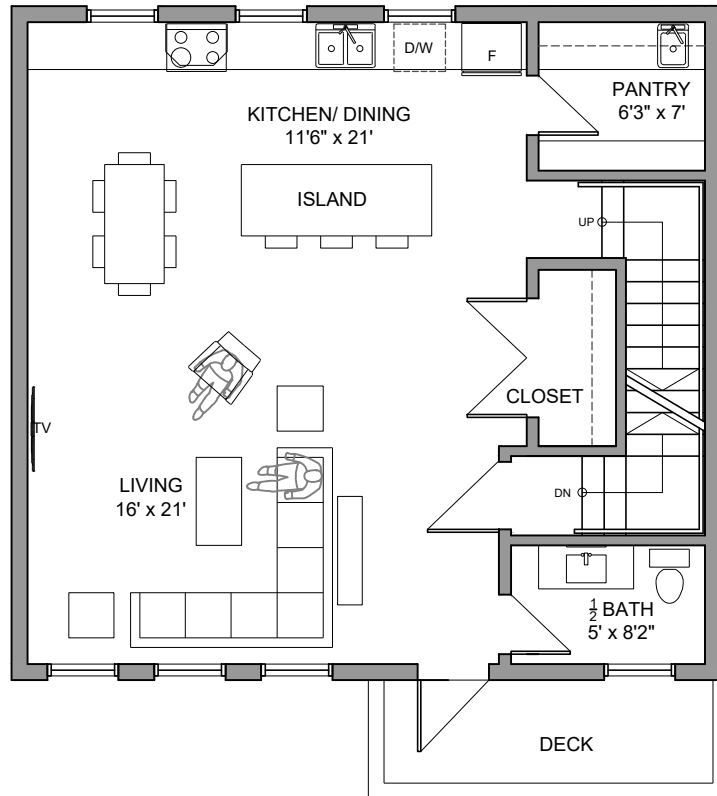 D/W
F
PANTRY
6'3" x 7'
KITCHEN/ DINING
11'6" x 21'
ISLAND
UP
CLOSET
TV
LIVING
16' x 21'
DN
½ BATH
5' x 8'2"
DECK